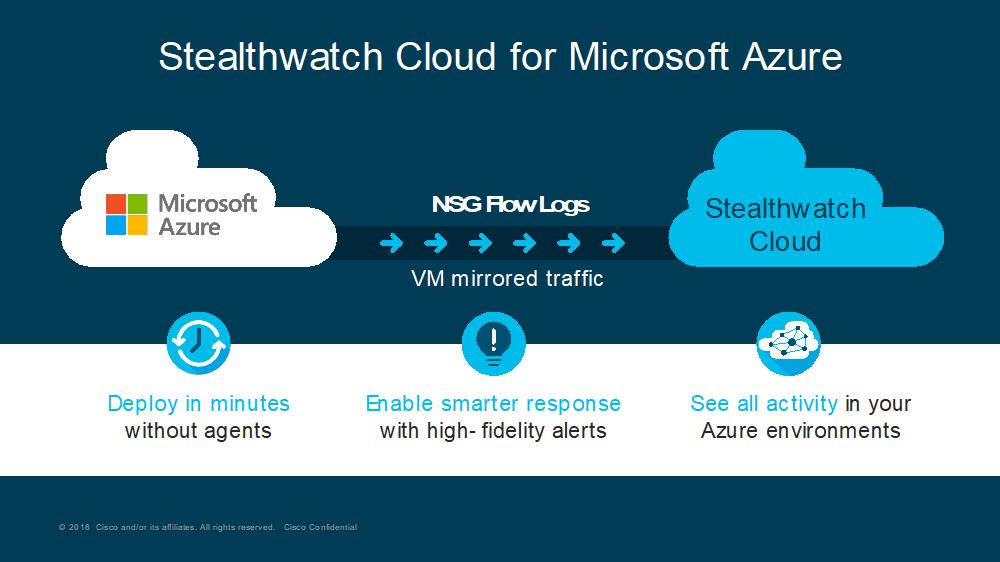 Stealthwatch Cloud for Microsoft Azure
Microsoft
Azure
NSG Flow Logs
VM mirrored traffic
Stealthwatch
Cloud
Deploy in minutes
without agents
Enable smarter response
with high- fidelity alerts
See all activity in your
Azure environments
© 2018 Cisco and/or its affiliates. All rights reserved. Cisco Confidential